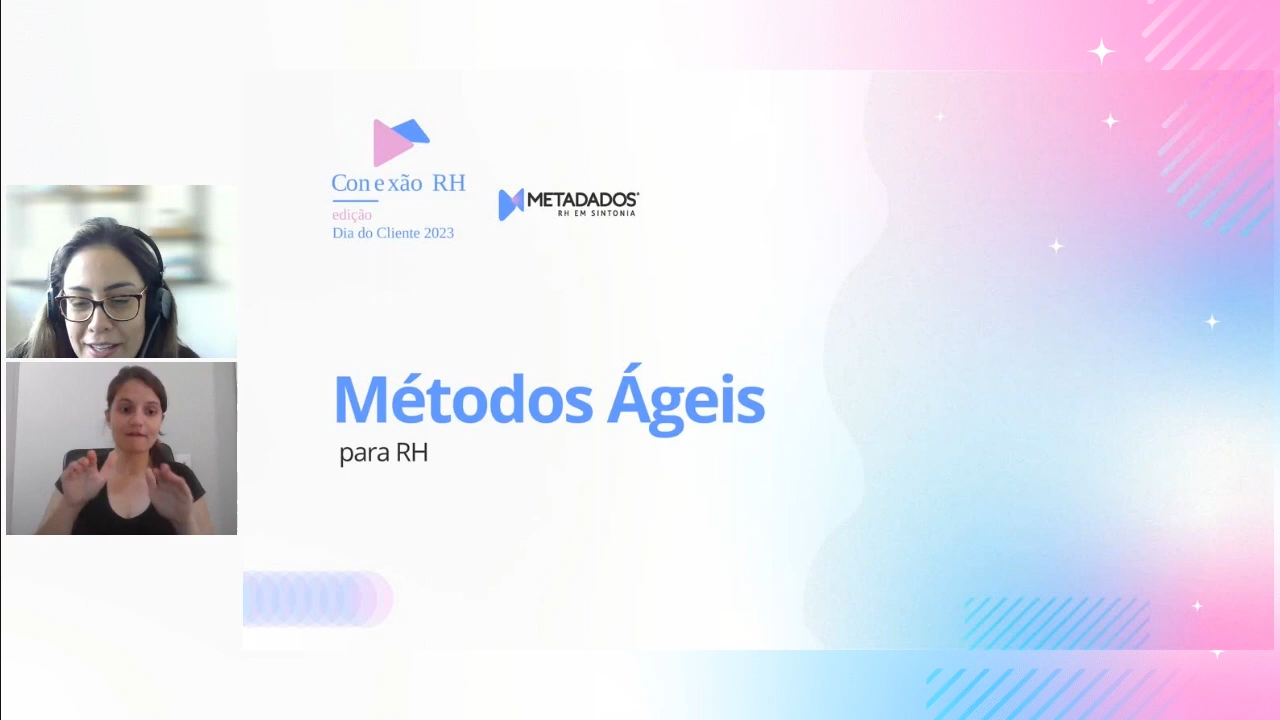 Conexão RH
edição
Dia do Cliente 2023
METADADOS
RH EM SINTONIA
Métodos Ágeis
para RH